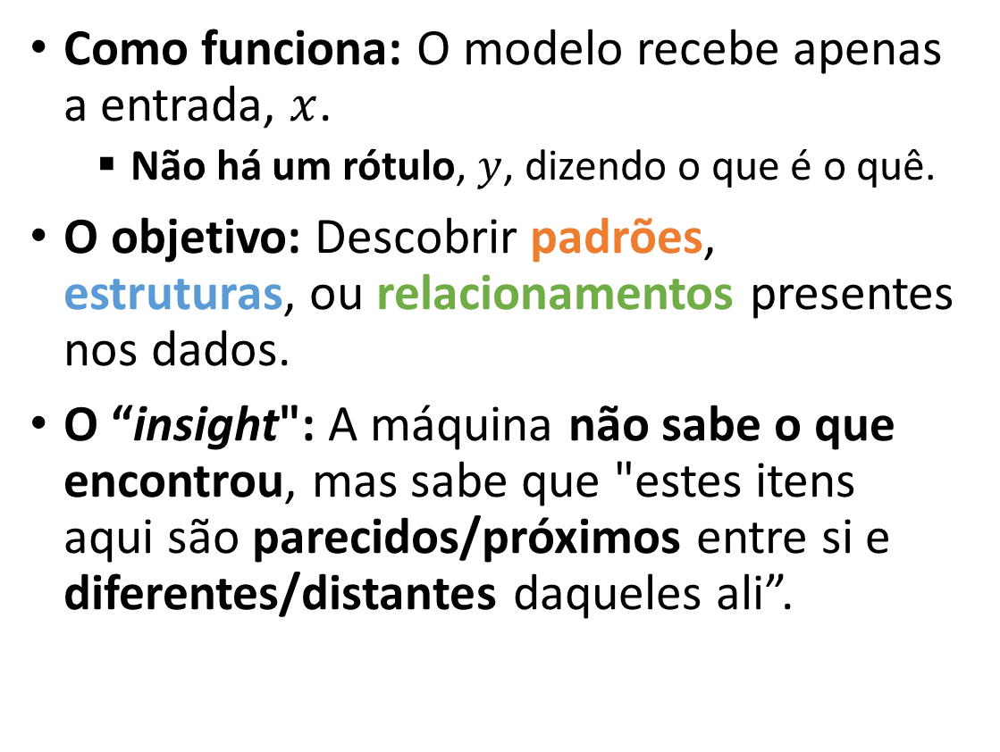 • Como funciona: O modelo recebe apenas
a entrada, 𝑥.
▪ Não há um rótulo, 𝑦, dizendo o que é o quê.
• O objetivo: Descobrir padrões,
estruturas, ou relacionamentos presentes
nos dados.
• O “insight": A máquina não sabe o que
encontrou, mas sabe que "estes itens
aqui são parecidos/próximos entre si e
diferentes/distantes daqueles ali”.